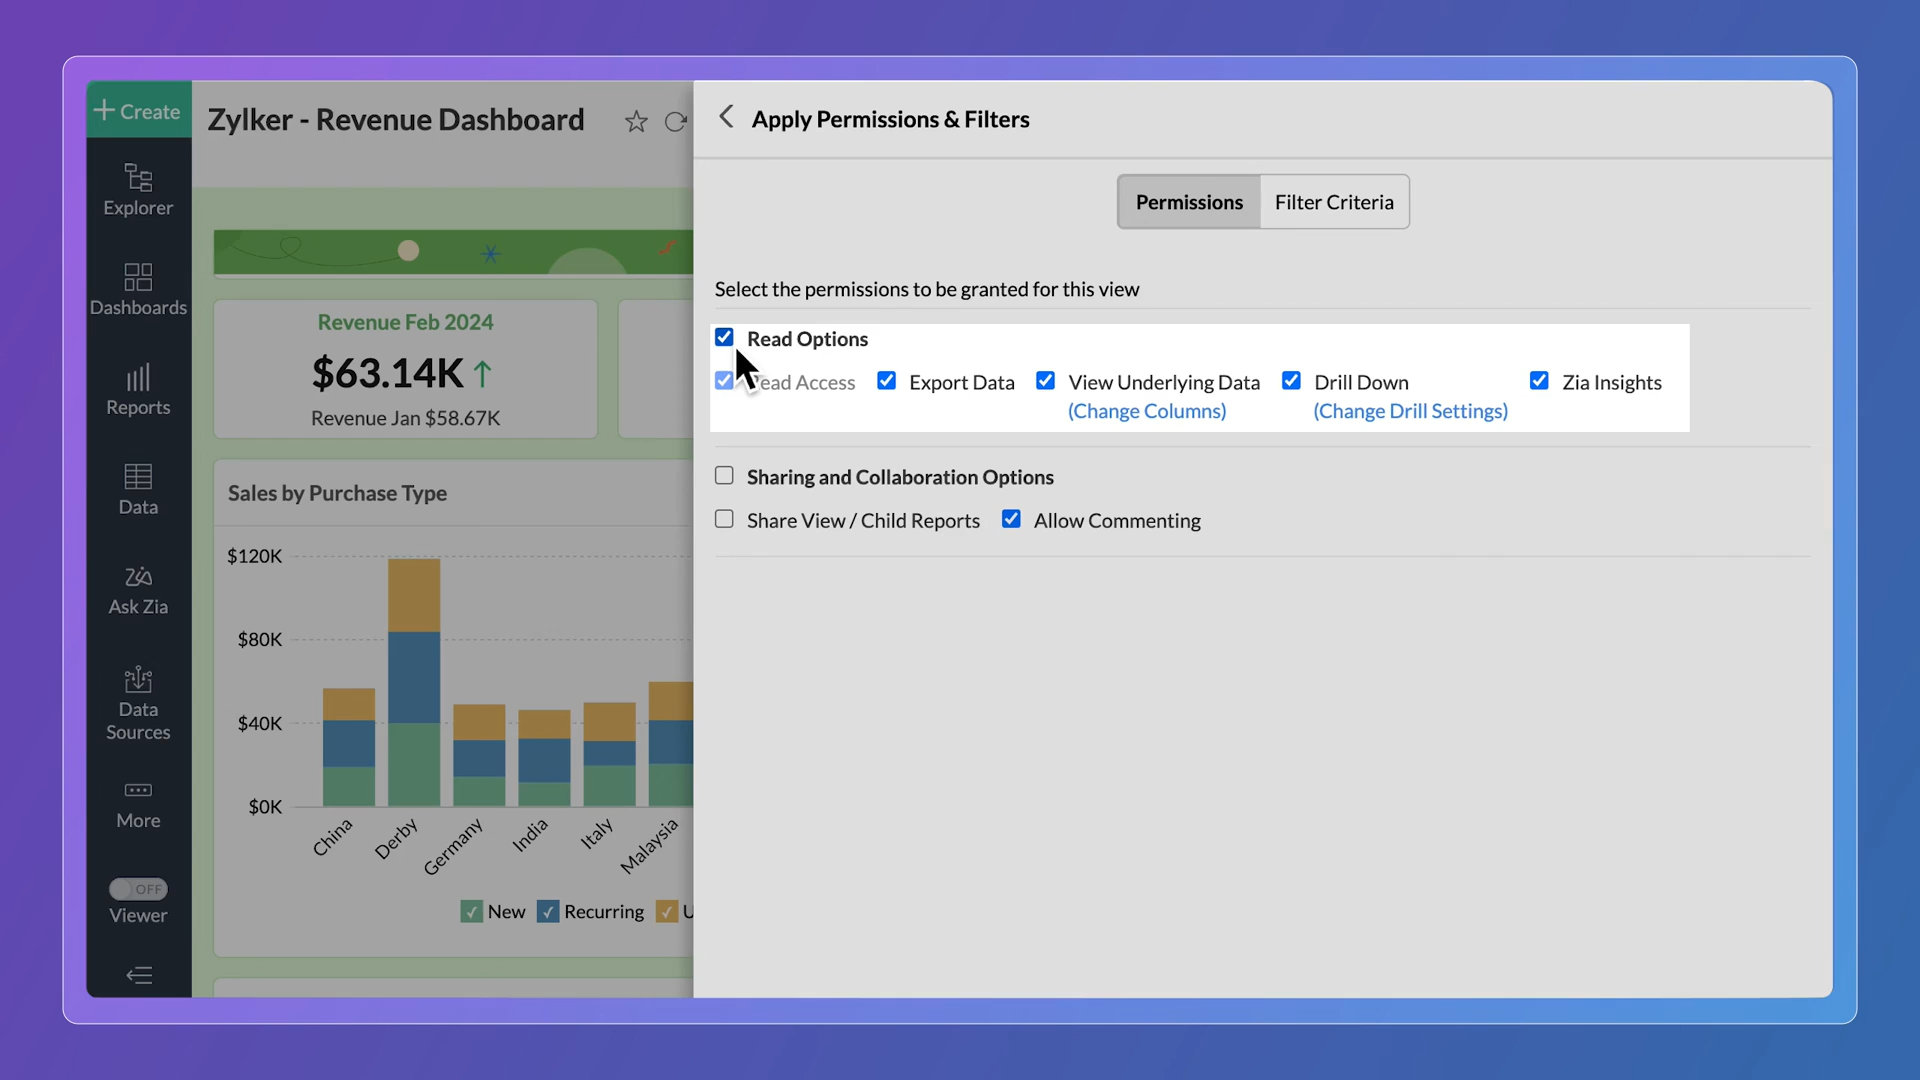 Create
Explorer
Dashboards
Reports
Data
Ask Zia
Data
Sources
More
OFF
Viewer
Zylker - Revenue Dashboard
Revenue Feb 2024
$63.14K
Revenue Jan $58.67K
Sales by Purchase Type
$120K
$80K
$40K
$0K
China
Derby
Germany
India
Italy
Malaysia
New Recurring U
Apply Permissions & Filters
Permissions Filter Criteria
Select the permissions to be granted for this view
Read Options
ead Access Export Data View Underlying Data Drill Down Zia Insights
(Change Columns) (Change Drill Settings)
Sharing and Collaboration Options
Share View / Child Reports Allow Commenting